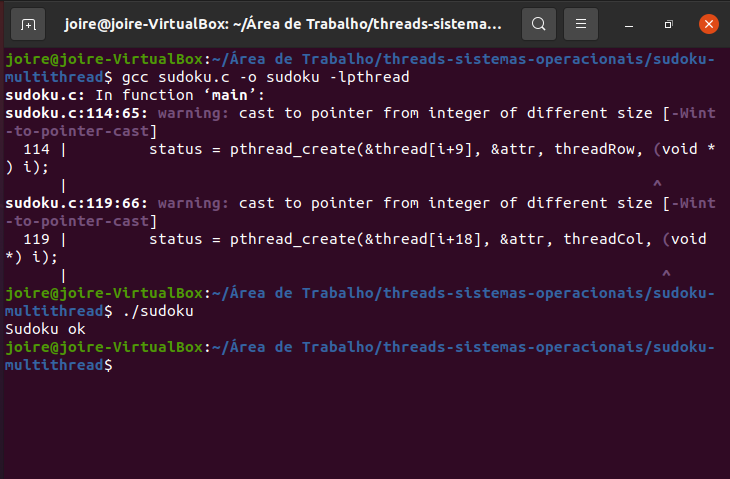 joire@joire-VirtualBox: ~/Área de Trabalho/threads-sistemas…
joire@joire-VirtualBox:~/Área de Trabalho/threads-sistemas-operacionais/sudoku-
multithread$ gcc sudoku.c -o sudoku -lpthread
sudoku.c: In function ‘main’:
sudoku.c:114:65: warning: cast to pointer from integer of different size [-Wint
-to-pointer-cast]
  114 |         status = pthread_create(&thread[i+9], &attr, threadRow, (void *
) i);
      |                                                                 ^
sudoku.c:119:66: warning: cast to pointer from integer of different size [-Wint
-to-pointer-cast]
  119 |         status = pthread_create(&thread[i+18], &attr, threadCol, (void 
*) i);
      |                                                                  ^
joire@joire-VirtualBox:~/Área de Trabalho/threads-sistemas-operacionais/sudoku-
multithread$ ./sudoku
Sudoku ok
joire@joire-VirtualBox:~/Área de Trabalho/threads-sistemas-operacionais/sudoku-
multithread$